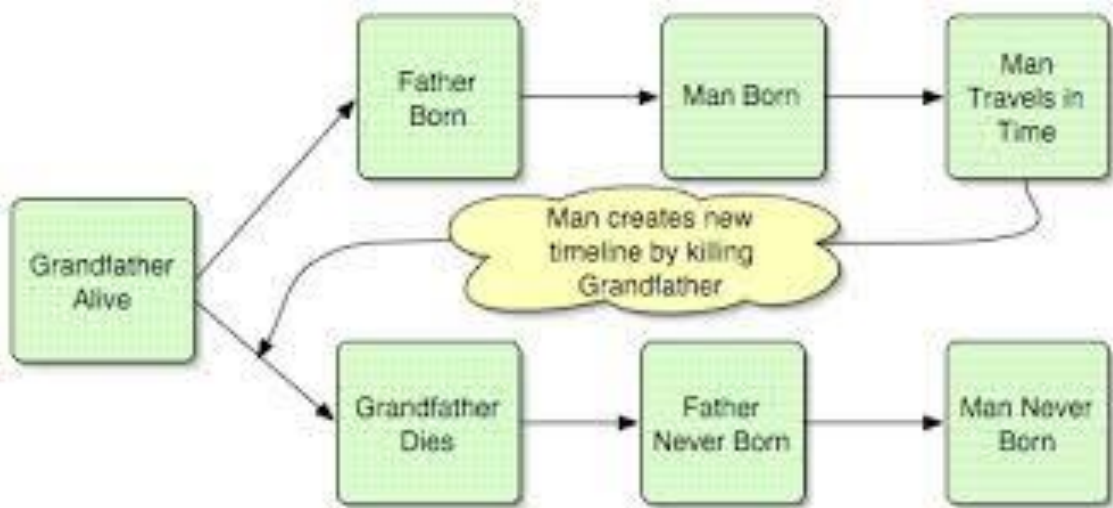 Father
Born
Man Born
Man
Travels in
Time
Grandfather
Alive
Man creates new
timeline by killing
Grandfather
Grandfather
Dies
Father
Never Born
Man Never
Born